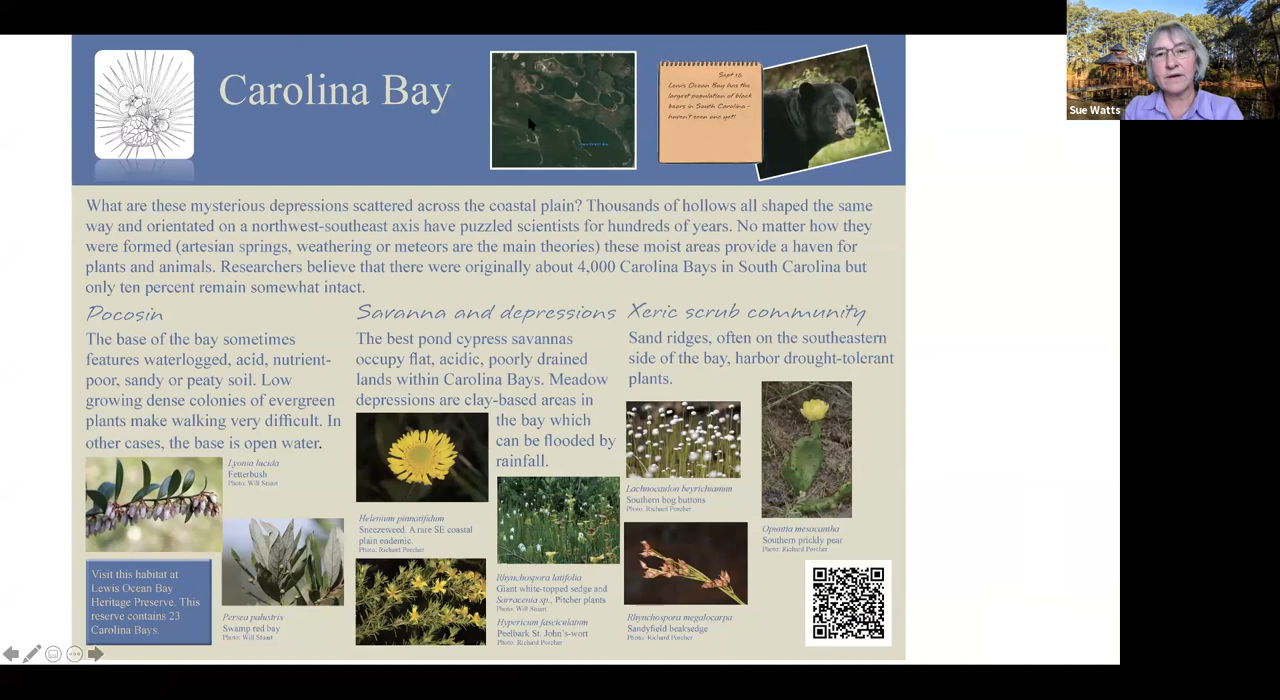 Carolina Bay
Sept 16
Lewis Ocean Bay has the
largest population of black
bears in South Carolina -
haven't seen one yet!
Sue Watts
What are these mysterious depressions scattered across the coastal plain? Thousands of hollows all shaped the same
way and orientated on a northwest-southeast axis have puzzled scientists for hundreds of years. No matter how they
were formed (artesian springs, weathering or meteors are the main theories) these moist areas provide a haven for
plants and animals. Researchers believe that there were originally about 4,000 Carolina Bays in South Carolina but
only ten percent remain somewhat intact.
Pocosin
The base of the bay sometimes
features waterlogged, acid, nutrient-
poor, sandy or peaty soil. Low
growing dense colonies of evergreen
plants make walking very difficult. In
other cases, the base is open water.
Lyonia lucida
Fetterbush
Photo: Will Stuart
Persea palustris
Swamp red bay
Photo: Will Stuart
Visit this habitat at
Lewis Ocean Bay
Heritage Preserve. This
reserve contains 23
Carolina Bays.
Savanna and depressions
The best pond cypress savannas
occupy flat, acidic, poorly drained
lands within Carolina Bays. Meadow
depressions are clay-based areas in
the bay which
can be flooded by
rainfall.
Helenium pinnatifidum
Sneezeweed. A rare SE coastal
plain endemic.
Photo: Richard Porcher
Rhynchospora latifolia
Giant white-topped sedge and
Sarracenia sp., Pitcher plants
Photo: Will Stuart
Hypericum fasciculatum
Peelbark St. John's-wort
Photo: Richard Porcher
Xeric scrub community
Sand ridges, often on the southeastern
side of the bay, harbor drought-tolerant
plants.
Lachnocaulon beyrichianum
Southern bog buttons
Photo: Richard Porcher
Opuntia mesacantha
Southern prickly pear
Photo: Richard Porcher
Rhynchospora megalocarpa
Sandyfield beaksedge
Photo: Richard Porcher